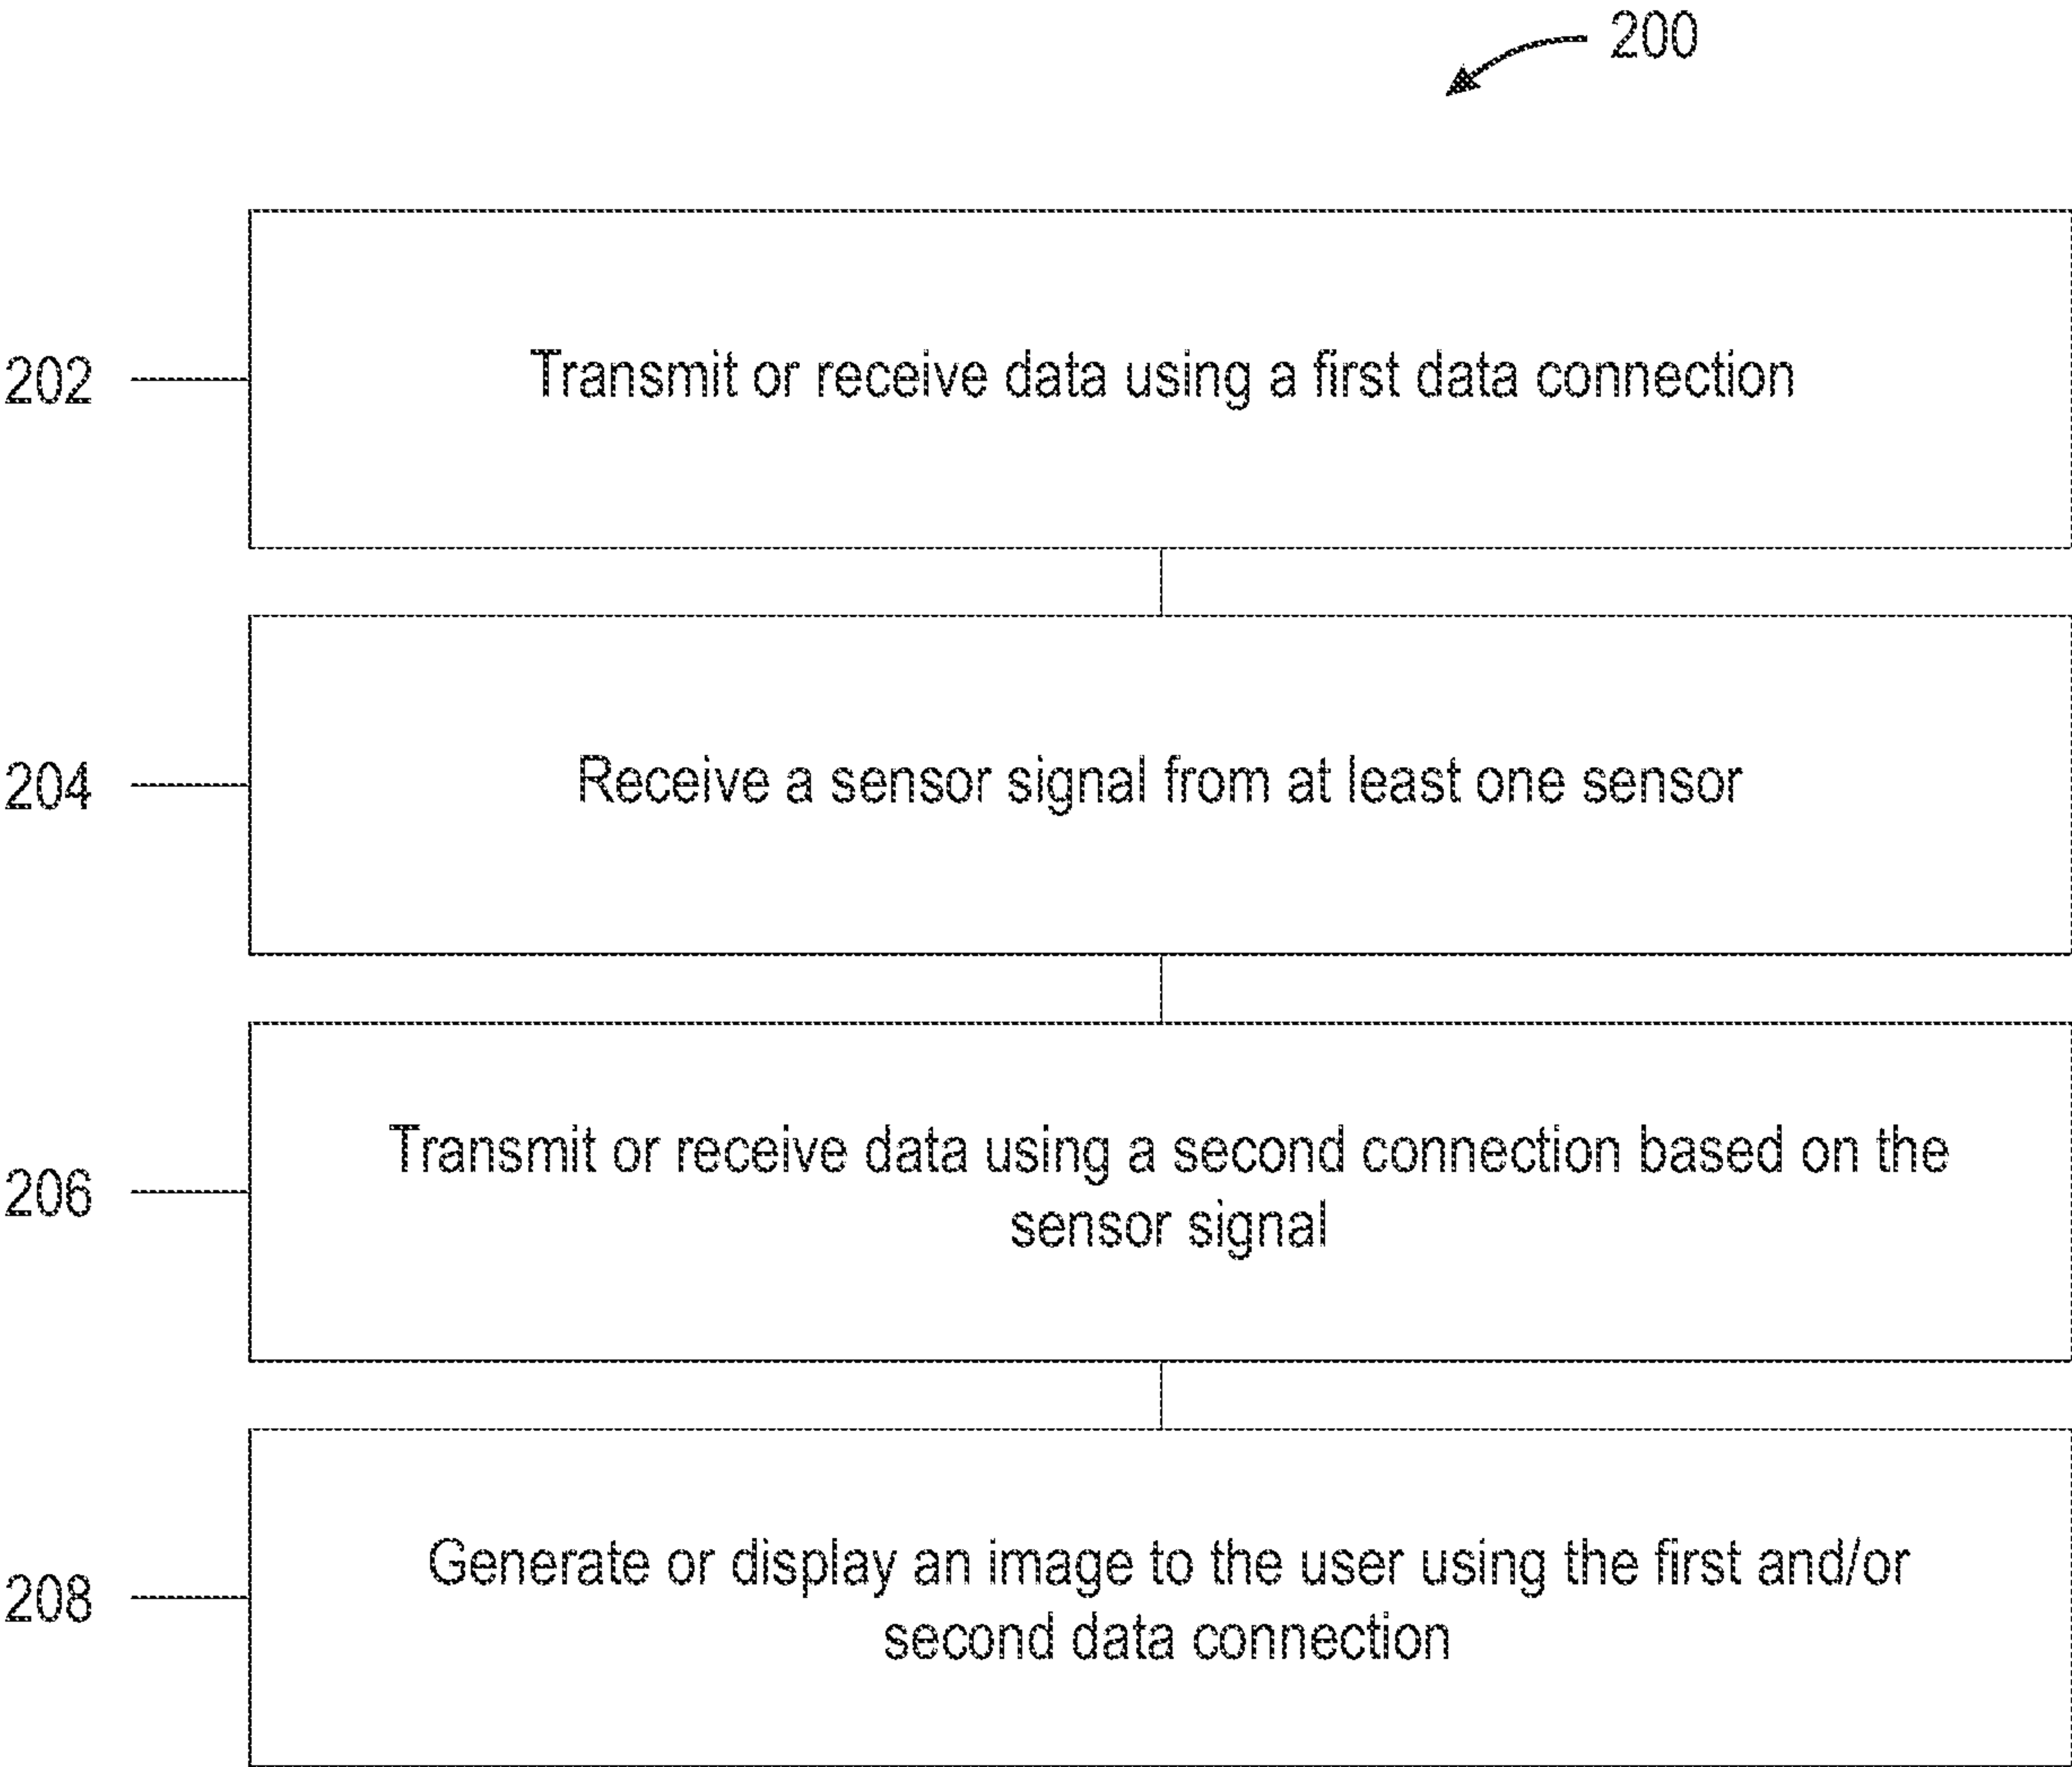 200
202
Transmit or receive data using a first data connection
204
Receive a sensor signal from at least one sensor
206
Transmit or receive data using a second connection based on the
sensor signal
208
Generate or display an image to the user using the first and/or
second data connection